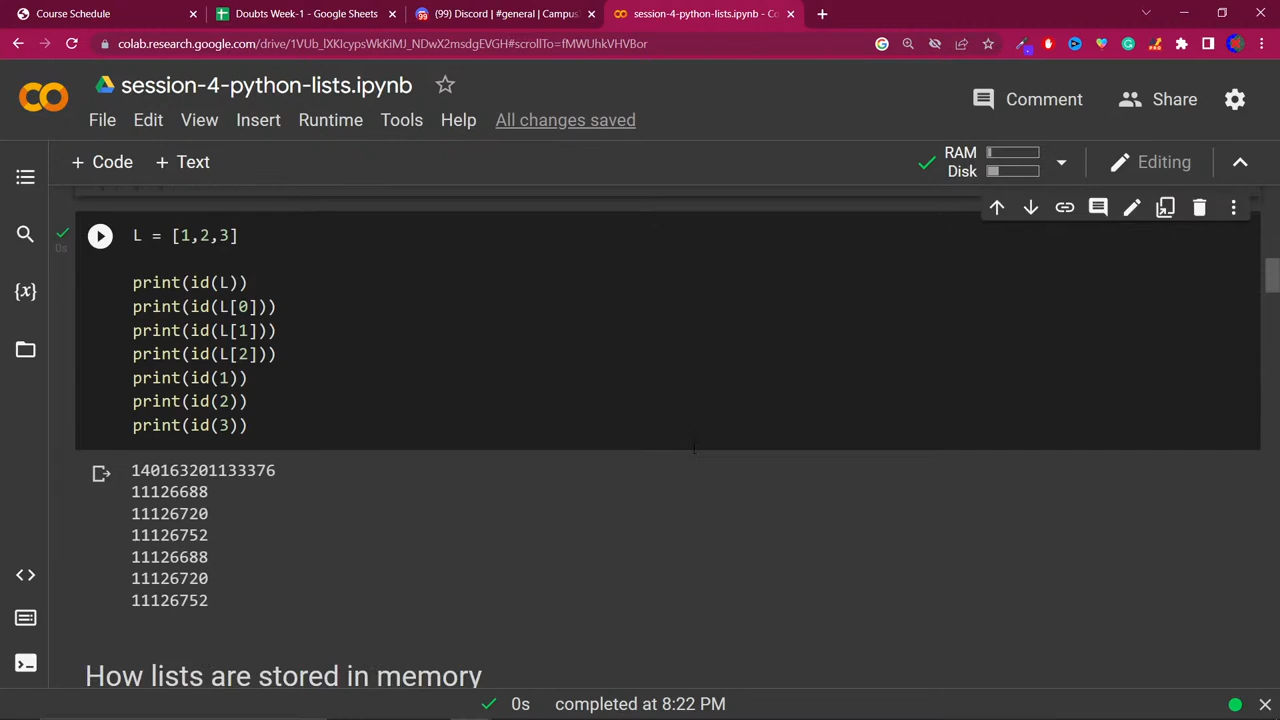 Course Schedule
Doubts Week-1 - Google Sheets
(99) Discord | #general | Campus
session-4-python-lists.ipynb - Co
colab.research.google.com/drive/1VUb_lXKIcypsWkKiMJ_NDwX2msdgEVGH#scrollTo=fMWUhkVHVBor
session-4-python-lists.ipynb
Comment
Share
File Edit View Insert Runtime Tools Help All changes saved
+ Code + Text
RAM
Disk
Editing
0s
L = [1,2,3]
print(id(L))
print(id(L[0]))
print(id(L[1]))
print(id(L[2]))
print(id(1))
print(id(2))
print(id(3))
140163201133376
11126688
11126720
11126752
11126688
11126720
11126752
How lists are stored in memory
0s completed at 8:22 PM